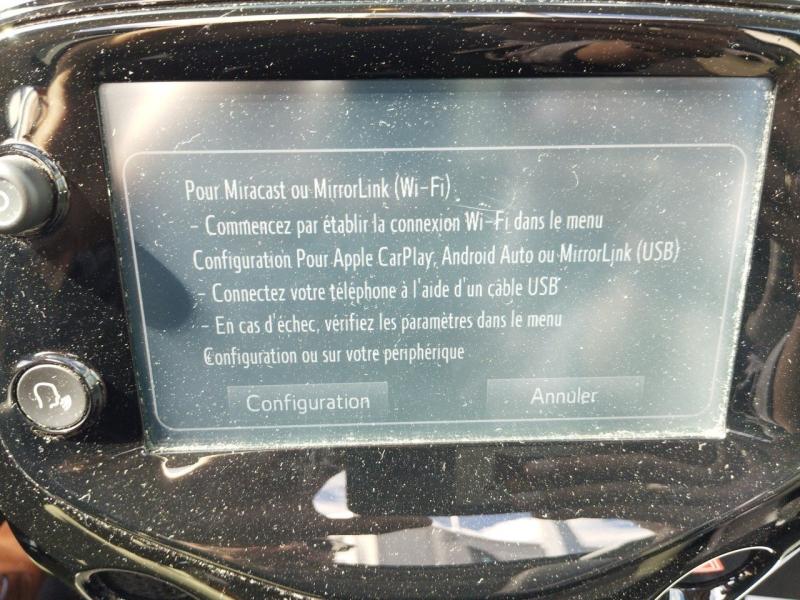 Pour Miracast ou MirrorLink (Wi-Fi)
- Commencez par établir la connexion Wi-Fi dans le menu
Configuration Pour Apple CarPlay, Android Auto ou MirrorLink (USB)
- Connectez votre téléphone à l'aide d'un câble USB
- En cas d'échec, vérifiez les paramètres dans le menu
Configuration ou sur votre périphérique
Configuration
Annuler